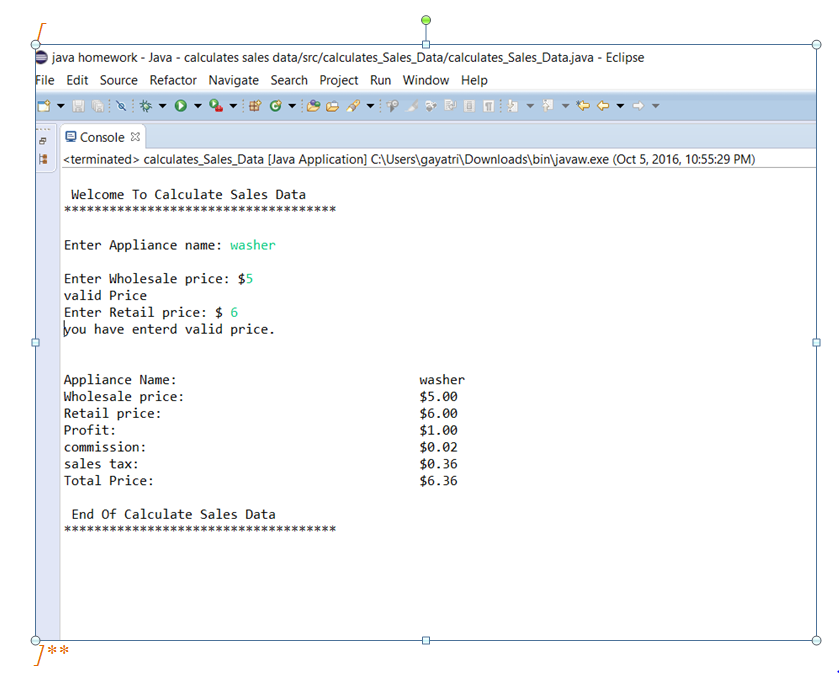 java homework - Java - calculates sales data/src/calculates_Sales_Data/calculates_Sales_Data.java - Eclipse
File Edit Source Refactor Navigate Search Project Run Window Help
Console
<terminated> calculates_Sales_Data [Java Application] C:\Users\gayatri\Downloads\bin\javaw.exe (Oct 5, 2016, 10:55:29 PM)
Welcome To Calculate Sales Data
************************************
Enter Appliance name: washer
Enter Wholesale price: $5
valid Price
Enter Retail price: $ 6
you have enterd valid price.
Appliance Name: washer
Wholesale price: $5.00
Retail price: $6.00
Profit: $1.00
commission: $0.02
sales tax: $0.36
Total Price: $6.36
End Of Calculate Sales Data
************************************